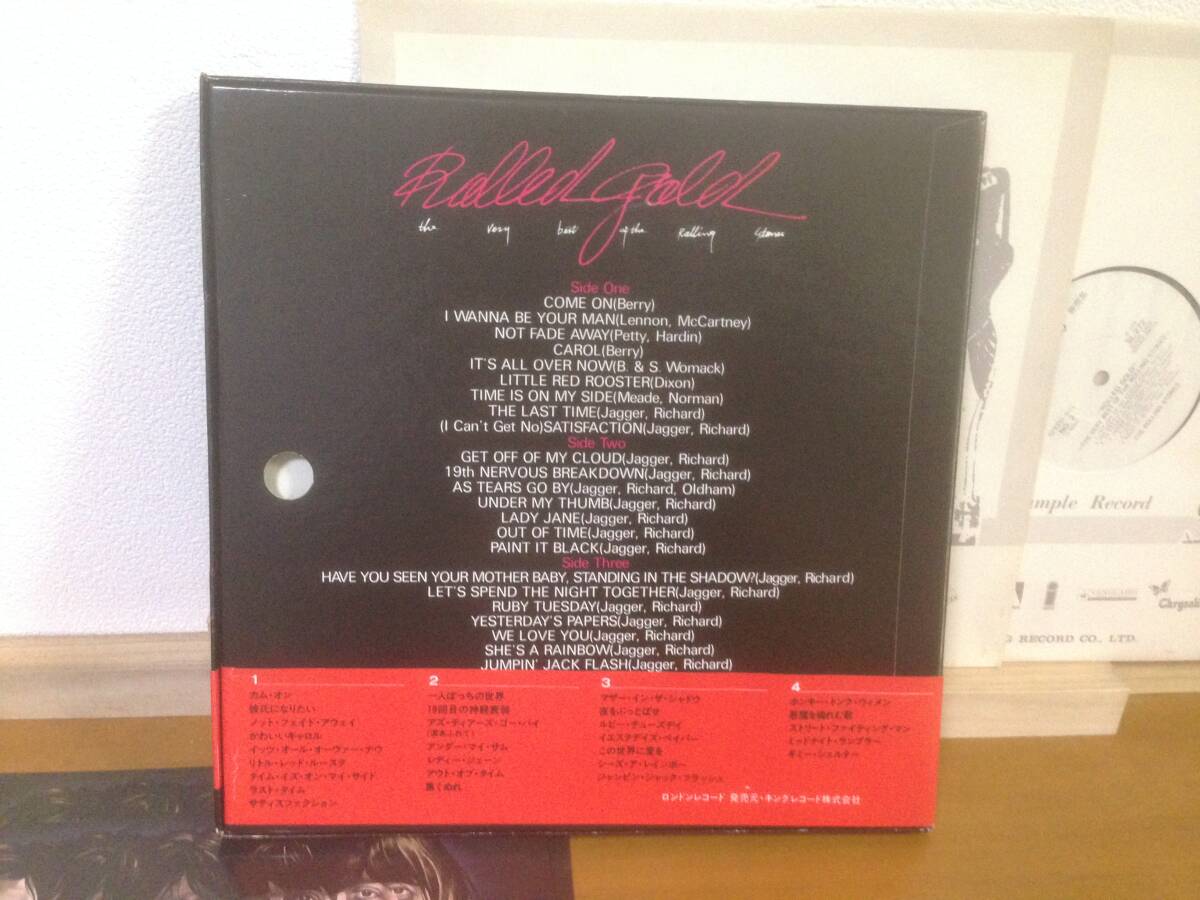 Rolled Gold
the very best of the Rolling Stones
Side One
COME ON(Berry)
I WANNA BE YOUR MAN(Lennon, McCartney)
NOT FADE AWAY(Petty, Hardin)
CAROL(Berry)
IT'S ALL OVER NOW(B. & S. Womack)
LITTLE RED ROOSTER(Dixon)
TIME IS ON MY SIDE(Meade, Norman)
THE LAST TIME(Jagger, Richard)
(I Can't Get No)SATISFACTION(Jagger, Richard)
Side Two
GET OFF OF MY CLOUD(Jagger, Richard)
19th NERVOUS BREAKDOWN(Jagger, Richard)
AS TEARS GO BY(Jagger, Richard, Oldham)
UNDER MY THUMB(Jagger, Richard)
LADY JANE(Jagger, Richard)
OUT OF TIME(Jagger, Richard)
PAINT IT BLACK(Jagger, Richard)
Side Three
HAVE YOU SEEN YOUR MOTHER BABY, STANDING IN THE SHADOW?(Jagger, Richard)
LET'S SPEND THE NIGHT TOGETHER(Jagger, Richard)
RUBY TUESDAY(Jagger, Richard)
YESTERDAY'S PAPERS(Jagger, Richard)
WE LOVE YOU(Jagger, Richard)
SHE'S A RAINBOW(Jagger, Richard)
JUMPIN' JACK FLASH(Jagger, Richard)
1
カム・オン
彼氏になりたい
ノット・フェイド・アウェイ
かわいいキャロル
イッツ・オール・オーヴァー・ナウ
リトル・レッド・ルースター
タイム・イズ・オン・マイ・サイド
ラスト・タイム
サティスファクション
2
一人ぼっちの世界
19回目の神経衰弱
アズ・ティアーズ・ゴー・バイ
(涙あふれて)
アンダー・マイ・サム
レディー・ジェーン
アウト・オブ・タイム
黒くぬれ
3
マザー・イン・ザ・シャドウ
夜をぶっとばせ
ルビー・チューズデイ
イエスタデイズ・ペイパー
この世界に愛を
シーズ・ア・レインボー
ジャンピン・ジャック・フラッシュ
4
ホンキー・トンク・ウィメン
悪魔を憐れむ歌
ストリート・ファイティング・マン
ミッドナイト・ランブラー
ギミー・シェルター
ロンドンレコード 発売元・キングレコード株式会社
mple Record
Chrysalis
G RECORD CO., LTD.